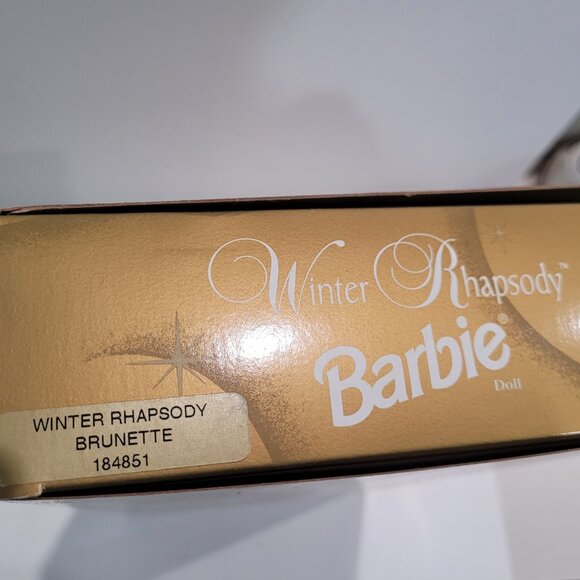 Winter Rhapsody™
Barbie®
Doll
WINTER RHAPSODY
BRUNETTE
184851